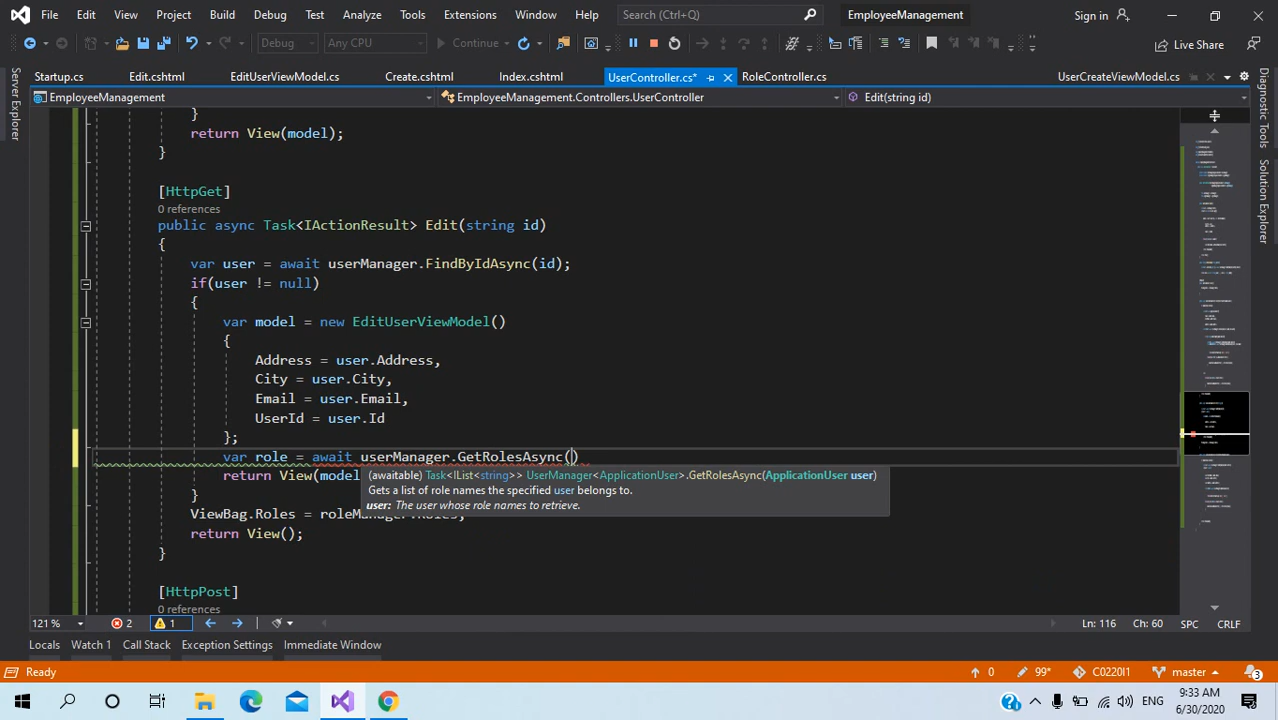 File Edit View Project Build Debug Test Analyze Tools Extensions Window Help Search (Ctrl+Q) EmployeeManagement Sign in
Debug Any CPU Continue Live Share
Startup.cs Edit.cshtml EditUserViewModel.cs Create.cshtml Index.cshtml UserController.cs* RoleController.cs UserCreateViewModel.cs
EmployeeManagement EmployeeManagement.Controllers.UserController Edit(string id)
Server Explorer
Diagnostic Tools
Solution Explorer
}
return View(model);
}
[HttpGet]
0 references
public async Task<IActionResult> Edit(string id)
{
var user = await userManager.FindByIdAsync(id);
if(user != null)
{
var model = new EditUserViewModel()
{
Address = user.Address,
City = user.City,
Email = user.Email,
UserId = user.Id
};
var role = await userManager.GetRolesAsync()
return View(model
(awaitable) Task<IList<string>> UserManager<ApplicationUser>.GetRolesAsync(ApplicationUser user)
Gets a list of role names the specified user belongs to.
user: The user whose role names to retrieve.
}
ViewBag.Roles = roleManager.Roles;
return View();
}
[HttpPost]
0 references
121 % 2 1 Ln: 116 Ch: 60 SPC CRLF
Locals Watch 1 Call Stack Exception Settings Immediate Window
Ready 0 99* C0220I1 master 3
ENG 9:33 AM
6/30/2020